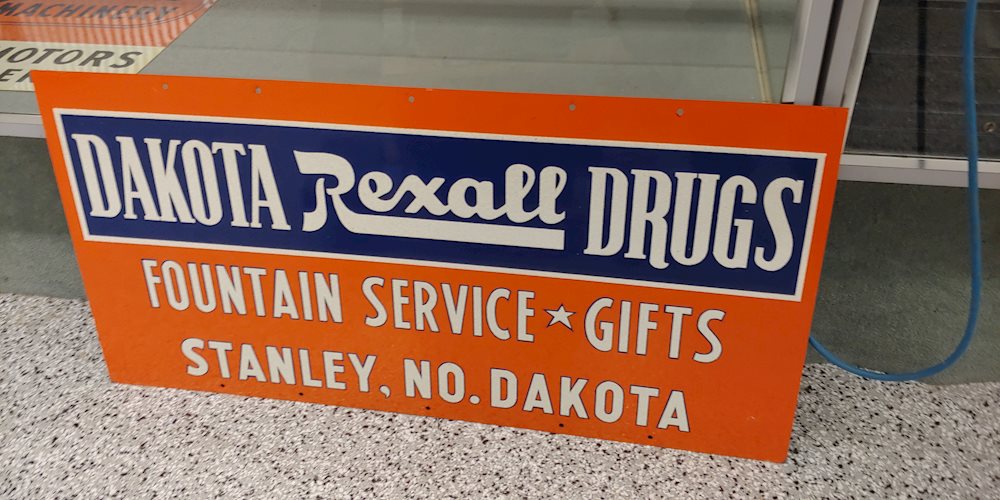 MACHINERY
MOTORS
DAKOTA Rexall DRUGS
FOUNTAIN SERVICE ★ GIFTS
STANLEY, NO. DAKOTA